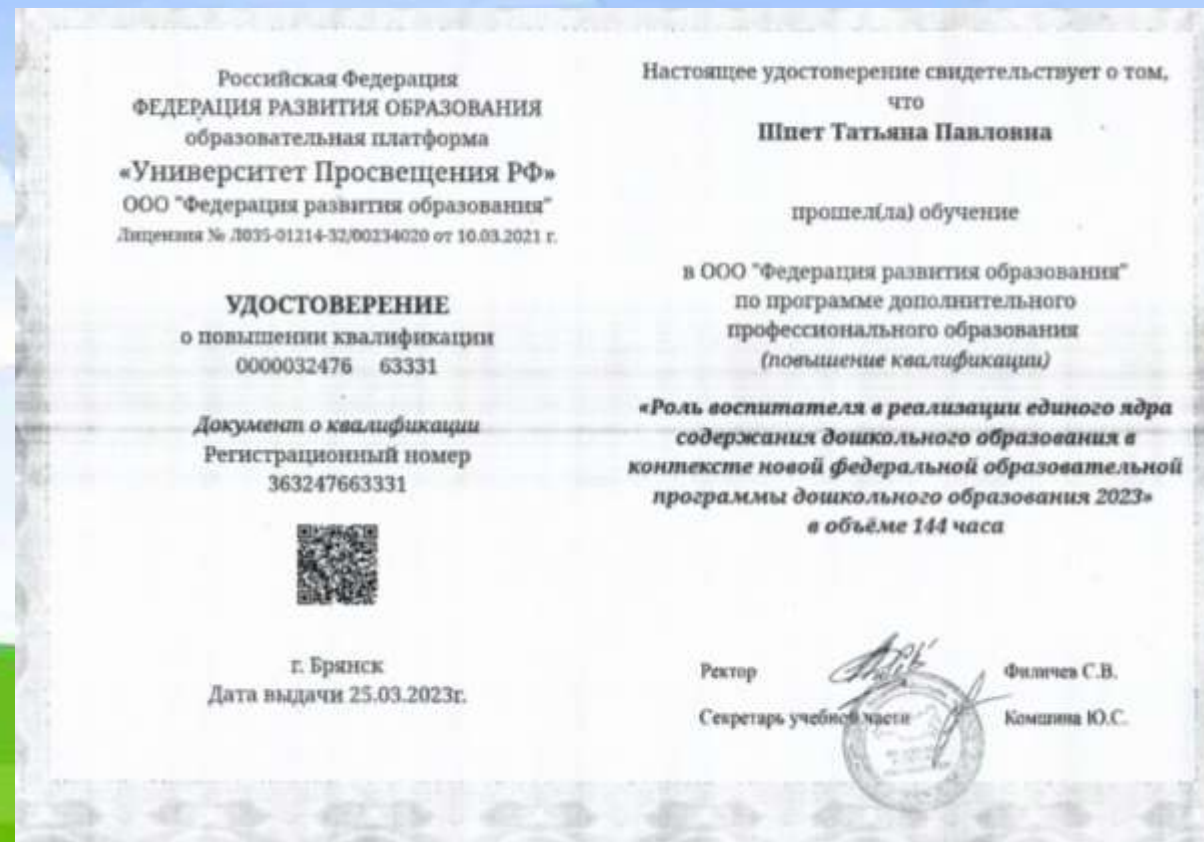 Российская Федерация
ФЕДЕРАЦИЯ РАЗВИТИЯ ОБРАЗОВАНИЯ
образовательная платформа
«Университет Просвещения РФ»
ООО "Федерация развития образования"
Лицензия № Л035-01214-32/00234020 от 10.03.2021 г.
УДОСТОВЕРЕНИЕ
о повышении квалификации
0000032476 63331
Документ о квалификации
Регистрационный номер
363247663331
г. Брянск
Дата выдачи 25.03.2023г.
Настоящее удостоверение свидетельствует о том,
что
Шпет Татьяна Павловна
прошел(ла) обучение
в ООО "Федерация развития образования"
по программе дополнительного
профессионального образования
(повышение квалификации)
«Роль воспитателя в реализации единого ядра
содержания дошкольного образования в
контексте новой федеральной образовательной
программы дошкольного образования 2023»
в объёме 144 часа
Ректор Филичев С.В.
Секретарь учебной части Комшина Ю.С.